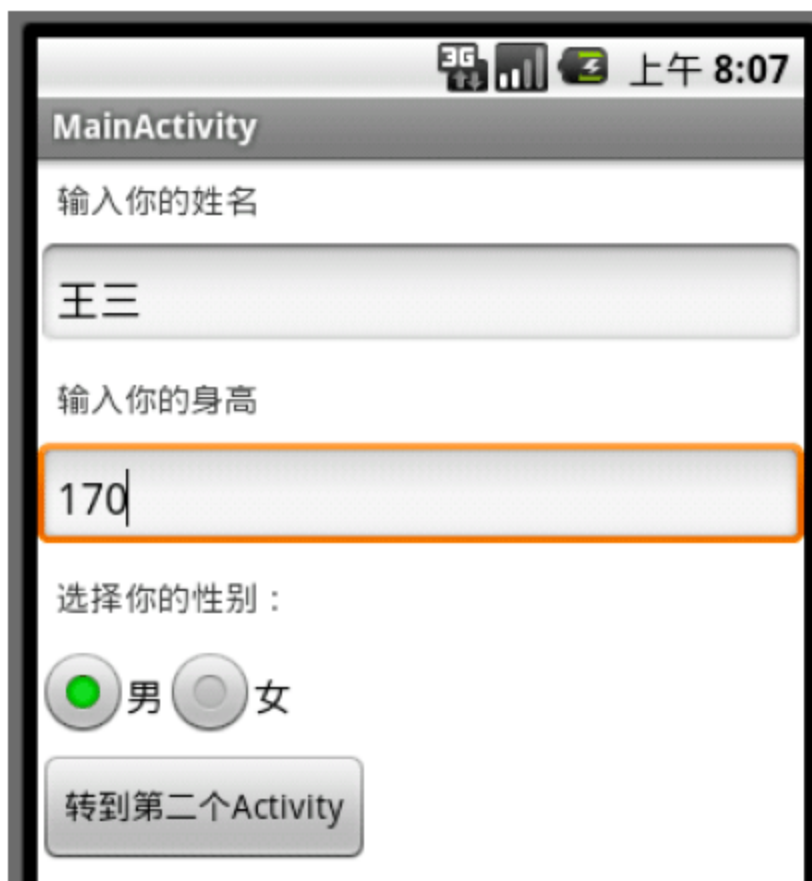 3G 上午 8:07
MainActivity
输入你的姓名
王三
输入你的身高
170
选择你的性别：
男 女
转到第二个Activity